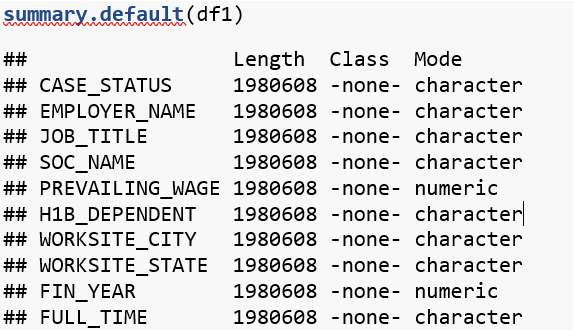 summary.default(df1)
##                 Length  Class  Mode
## CASE_STATUS     1980608 -none- character
## EMPLOYER_NAME   1980608 -none- character
## JOB_TITLE       1980608 -none- character
## SOC_NAME        1980608 -none- character
## PREVAILING_WAGE 1980608 -none- numeric
## H1B_DEPENDENT   1980608 -none- character
## WORKSITE_CITY   1980608 -none- character
## WORKSITE_STATE  1980608 -none- character
## FIN_YEAR        1980608 -none- numeric
## FULL_TIME       1980608 -none- character